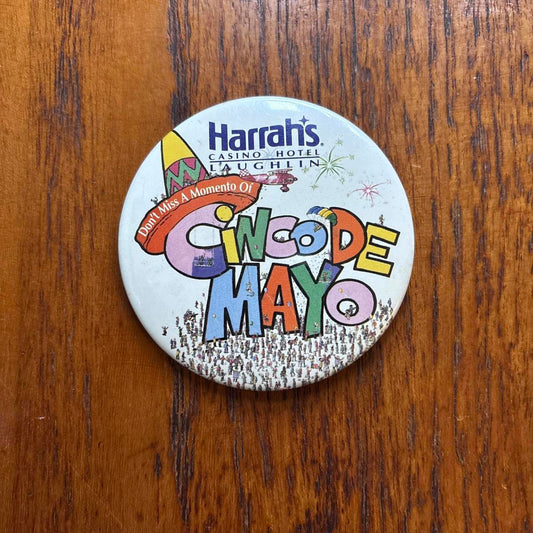 Harrah's®
CASINO HOTEL
LAUGHLIN
Don't Miss A Momento Of
CINCO DE
MAYO